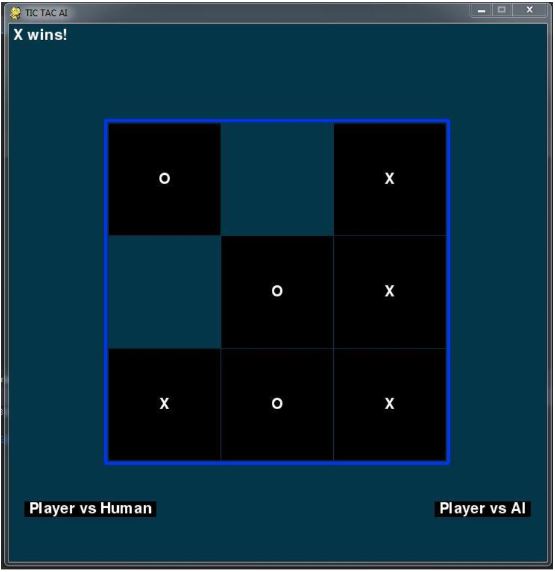 TIC TAC AI
X wins!
O X
O X
X O X
Player vs Human Player vs AI